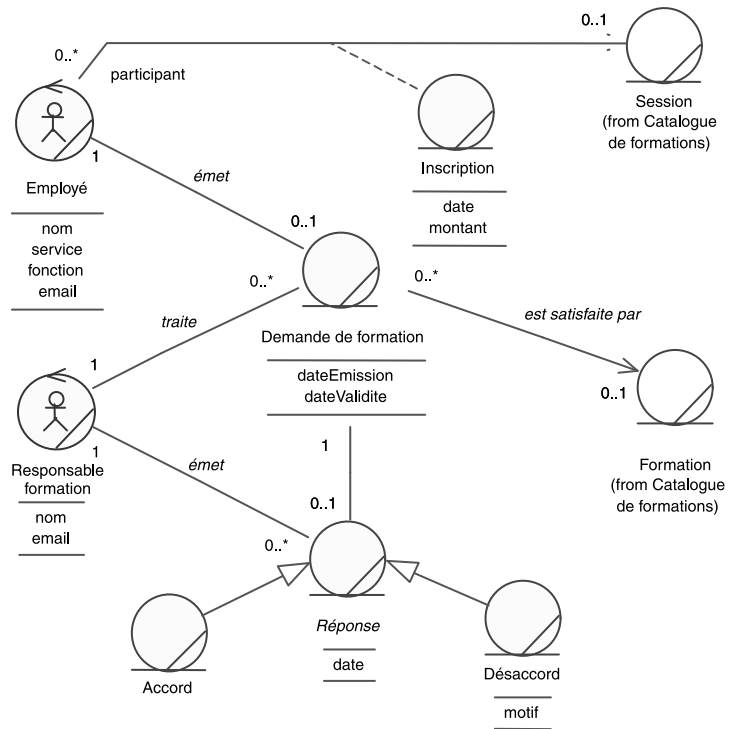 0..1
0..*
participant
Session
(from Catalogue
de formations)
Inscription
date
montant
1
Employé
nom
service
fonction
email
émet
0..1
0..*
Demande de formation
dateEmission
dateValidite
0..*
est satisfaite par
0..1
Formation
(from Catalogue
de formations)
traite
1
1
Responsable
formation
nom
email
émet
1
0..1
0..*
Réponse
date
Accord
Désaccord
motif